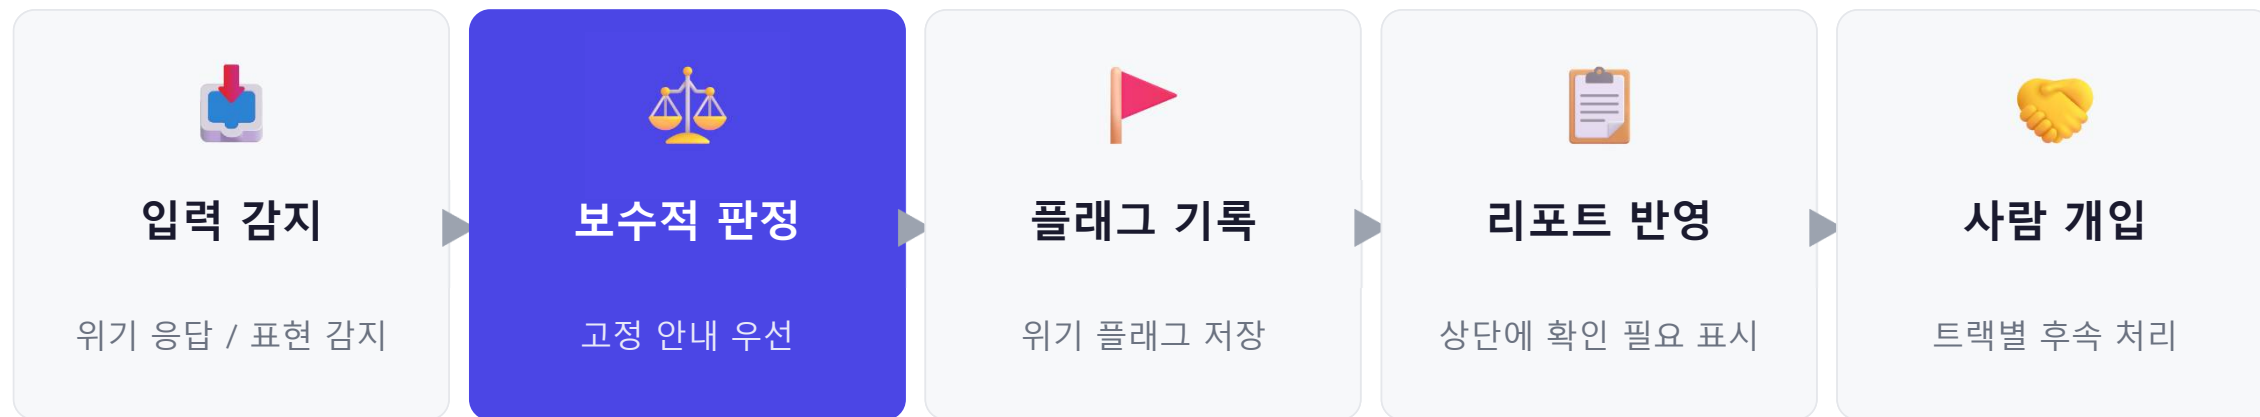 입력 감지
위기 응답 / 표현 감지
보수적 판정
고정 안내 우선
플래그 기록
위기 플래그 저장
리포트 반영
상단에 확인 필요 표시
사람 개입
트랙별 후속 처리